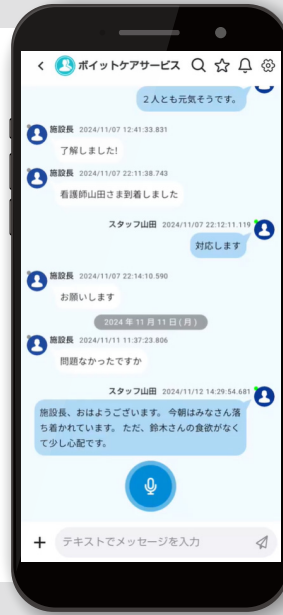 ボイットケアサービス
2人とも元気そうです。
施設長 2024/11/07 12:41:33.831
了解しました!
施設長 2024/11/07 22:11:38.743
看護師山田さま到着しました
スタッフ山田 2024/11/07 22:12:11.119
対応します
施設長 2024/11/07 22:14:10.590
お願いします
2024年11月11日(月)
施設長 2024/11/11 11:37:23.806
問題なかったですか
スタッフ山田 2024/11/12 14:29:54.681
施設長、おはようございます。 今朝はみなさん落
ち着かれています。 ただ、鈴木さんの食欲がなく
て少し心配です。
テキストでメッセージを入力